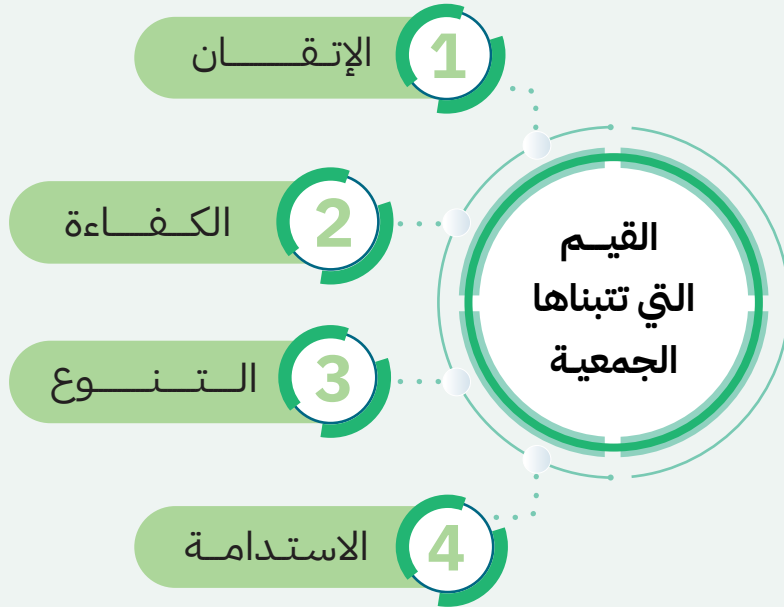 القيم
التي تتبناها
الجمعية
1
الإتقان
2
الكفاءة
3
التنوع
4
الاستدامة